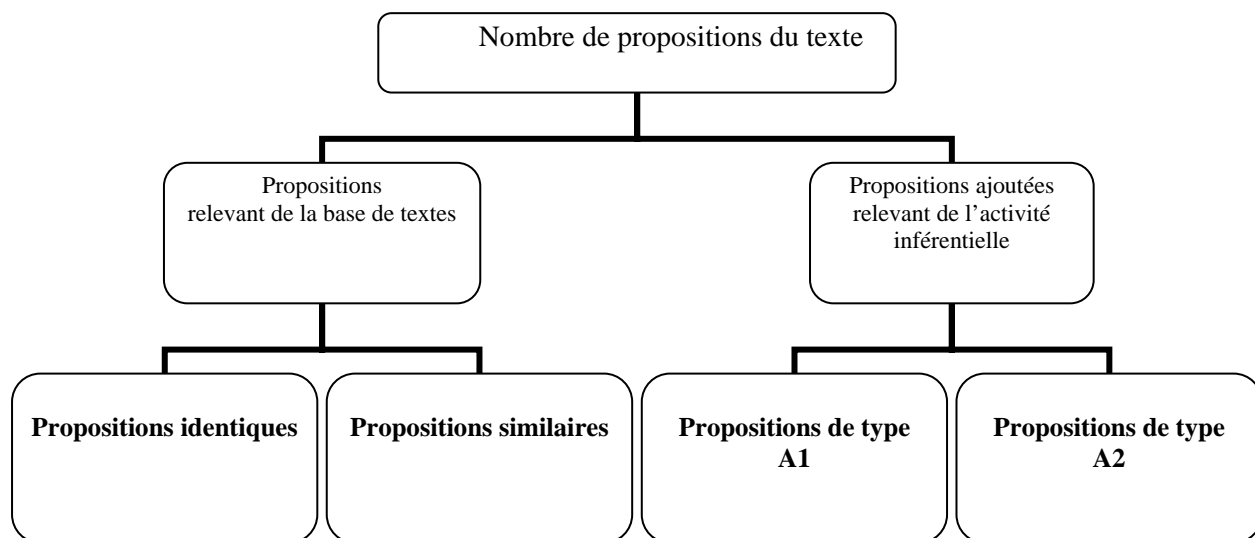 Nombre de propositions du texte
Propositions
relevant de la base de textes
Propositions ajoutées
relevant de l’activité
inférentielle
Propositions identiques
Propositions similaires
Propositions de type
A1
Propositions de type
A2